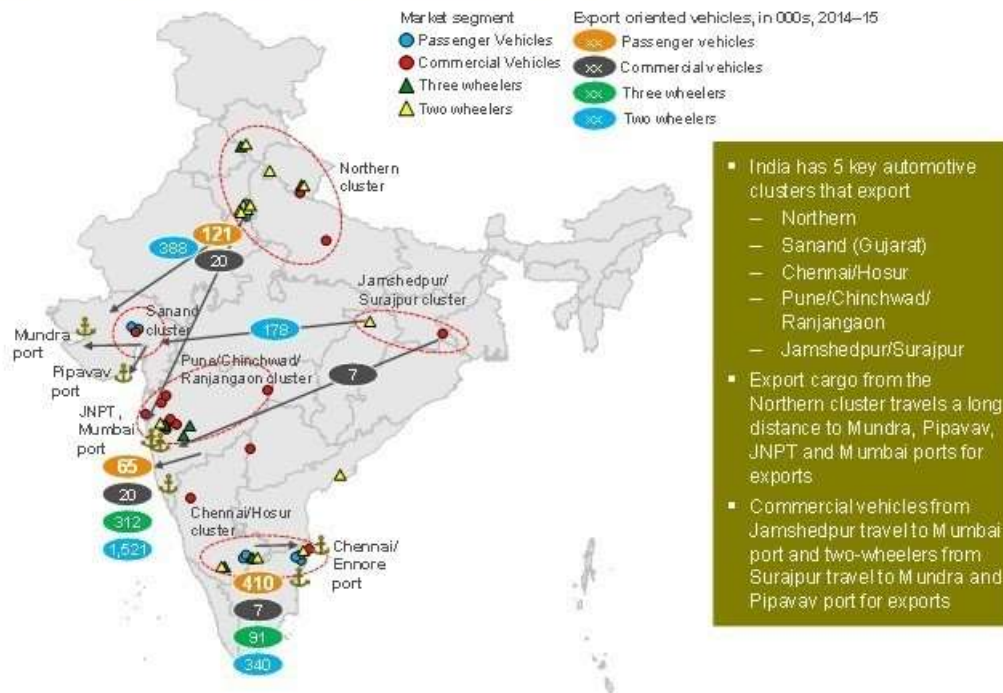 Market segment
Passenger Vehicles
Commercial Vehicles
Three wheelers
Two wheelers
Export oriented vehicles, in 000s, 2014–15
xx Passenger vehicles
xx Commercial vehicles
xx Three wheelers
xx Two wheelers
Northern
cluster
121
388
20
Jamshedpur/
Surajpur cluster
Sanand
cluster
178
Mundra
port
Pipavav
port
Pune/Chinchwad/
Ranjangaon cluster
7
JNPT,
Mumbai
port
65
20
312
1,521
Chennai/Hosur
cluster
Chennai/
Ennore
port
410
7
91
340
▪ India has 5 key automotive
clusters that export
– Northern
– Sanand (Gujarat)
– Chennai/Hosur
– Pune/Chinchwad/
Ranjangaon
– Jamshedpur/Surajpur
▪ Export cargo from the
Northern cluster travels a long
distance to Mundra, Pipavav,
JNPT and Mumbai ports for
exports
▪ Commercial vehicles from
Jamshedpur travel to Mumbai
port and two-wheelers from
Surajpur travel to Mundra and
Pipavav port for exports